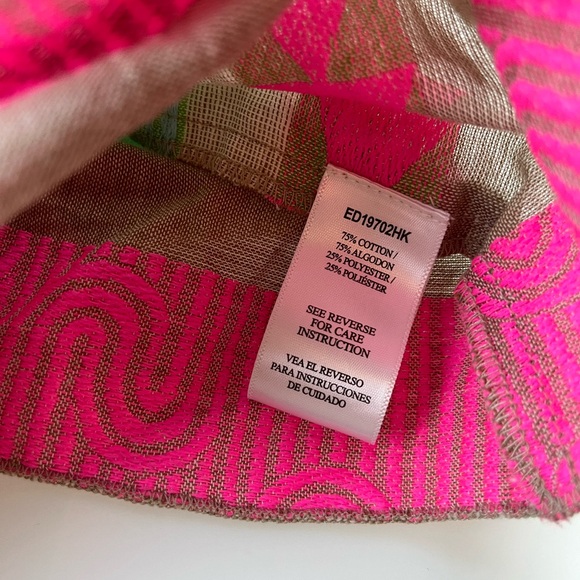 ED19702HK
75% COTTON /
75% ALGODON
25% POLYESTER /
25% POLIÉSTER
SEE REVERSE
FOR CARE
INSTRUCTION
VEA EL REVERSO
PARA INSTRUCCIONES
DE CUIDADO